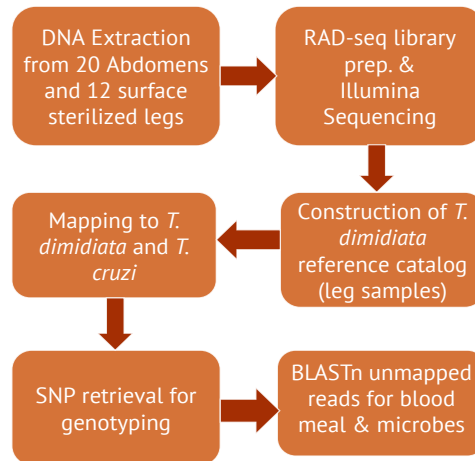 DNA Extraction
from 20 Abdomens
and 12 surface
sterilized legs
RAD-seq library
prep. &
Illumina
Sequencing
Construction of T.
dimidiata
reference catalog
(leg samples)
Mapping to T.
dimidiata and T.
cruzi
SNP retrieval for
genotyping
BLASTn unmapped
reads for blood
meal & microbes